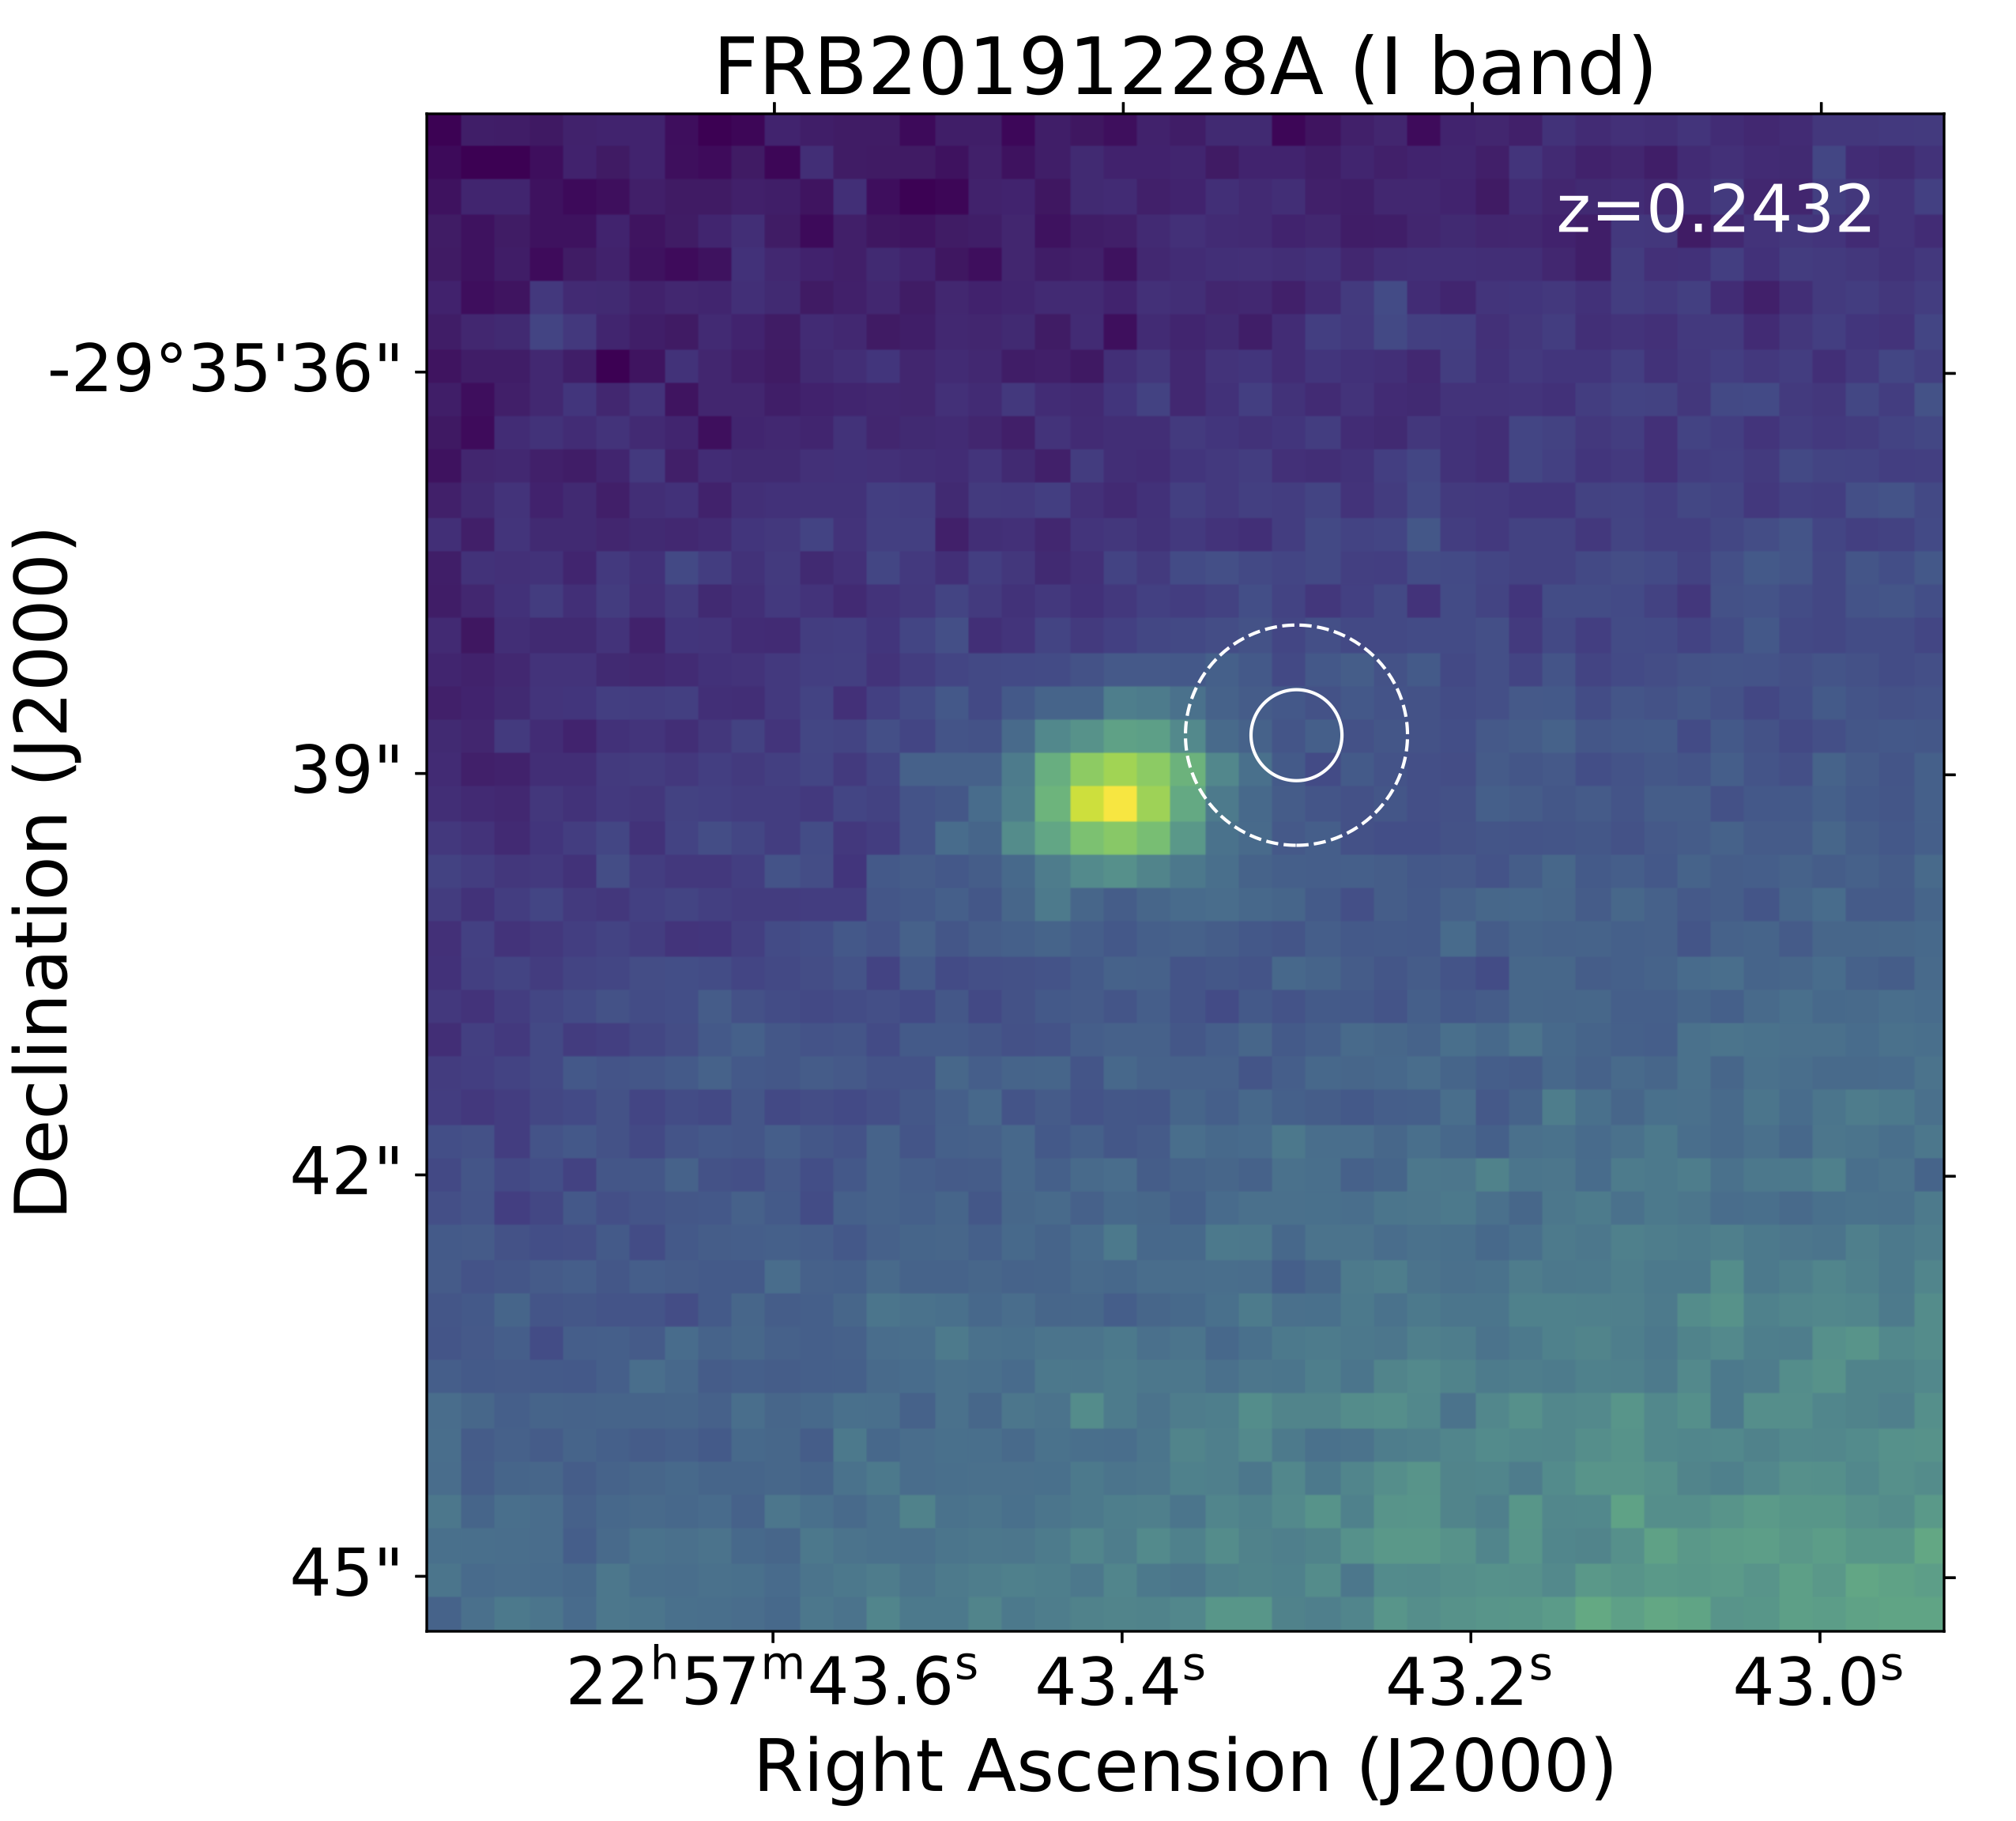 FRB20191228A (I band)
z=0.2432
-29°35'36"
39"
42"
45"
Declination (J2000)
22ʰ57ᵐ43.6ˢ 43.4ˢ 43.2ˢ 43.0ˢ
Right Ascension (J2000)